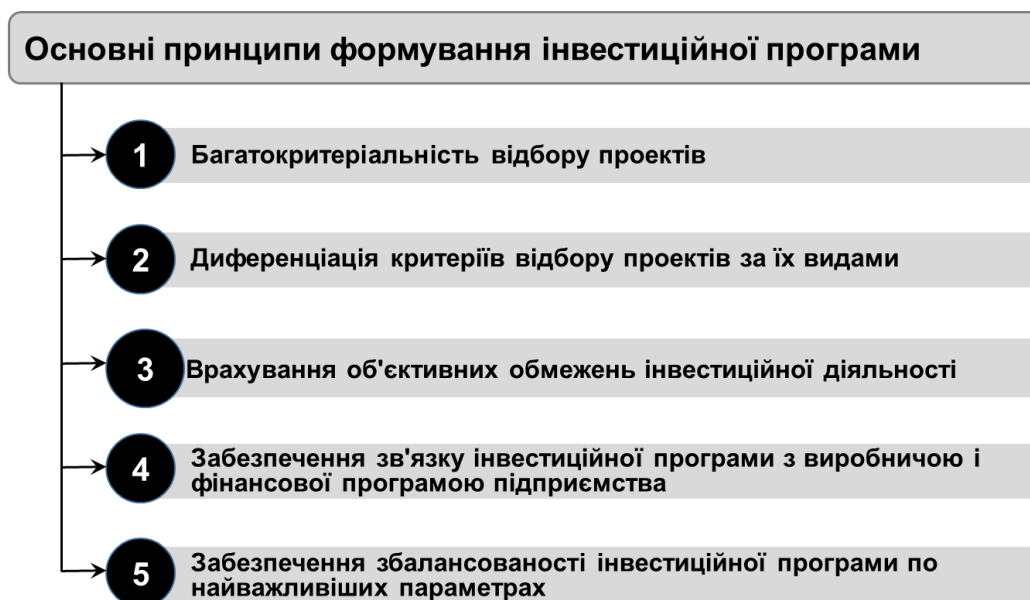 Основні принципи формування інвестиційної програми
1 Багатокритеріальність відбору проектів
2 Диференціація критеріїв відбору проектів за їх видами
3 Врахування об'єктивних обмежень інвестиційної діяльності
4 Забезпечення зв'язку інвестиційної програми з виробничою і
фінансової програмою підприємства
5 Забезпечення збалансованості інвестиційної програми по
найважливіших параметрах